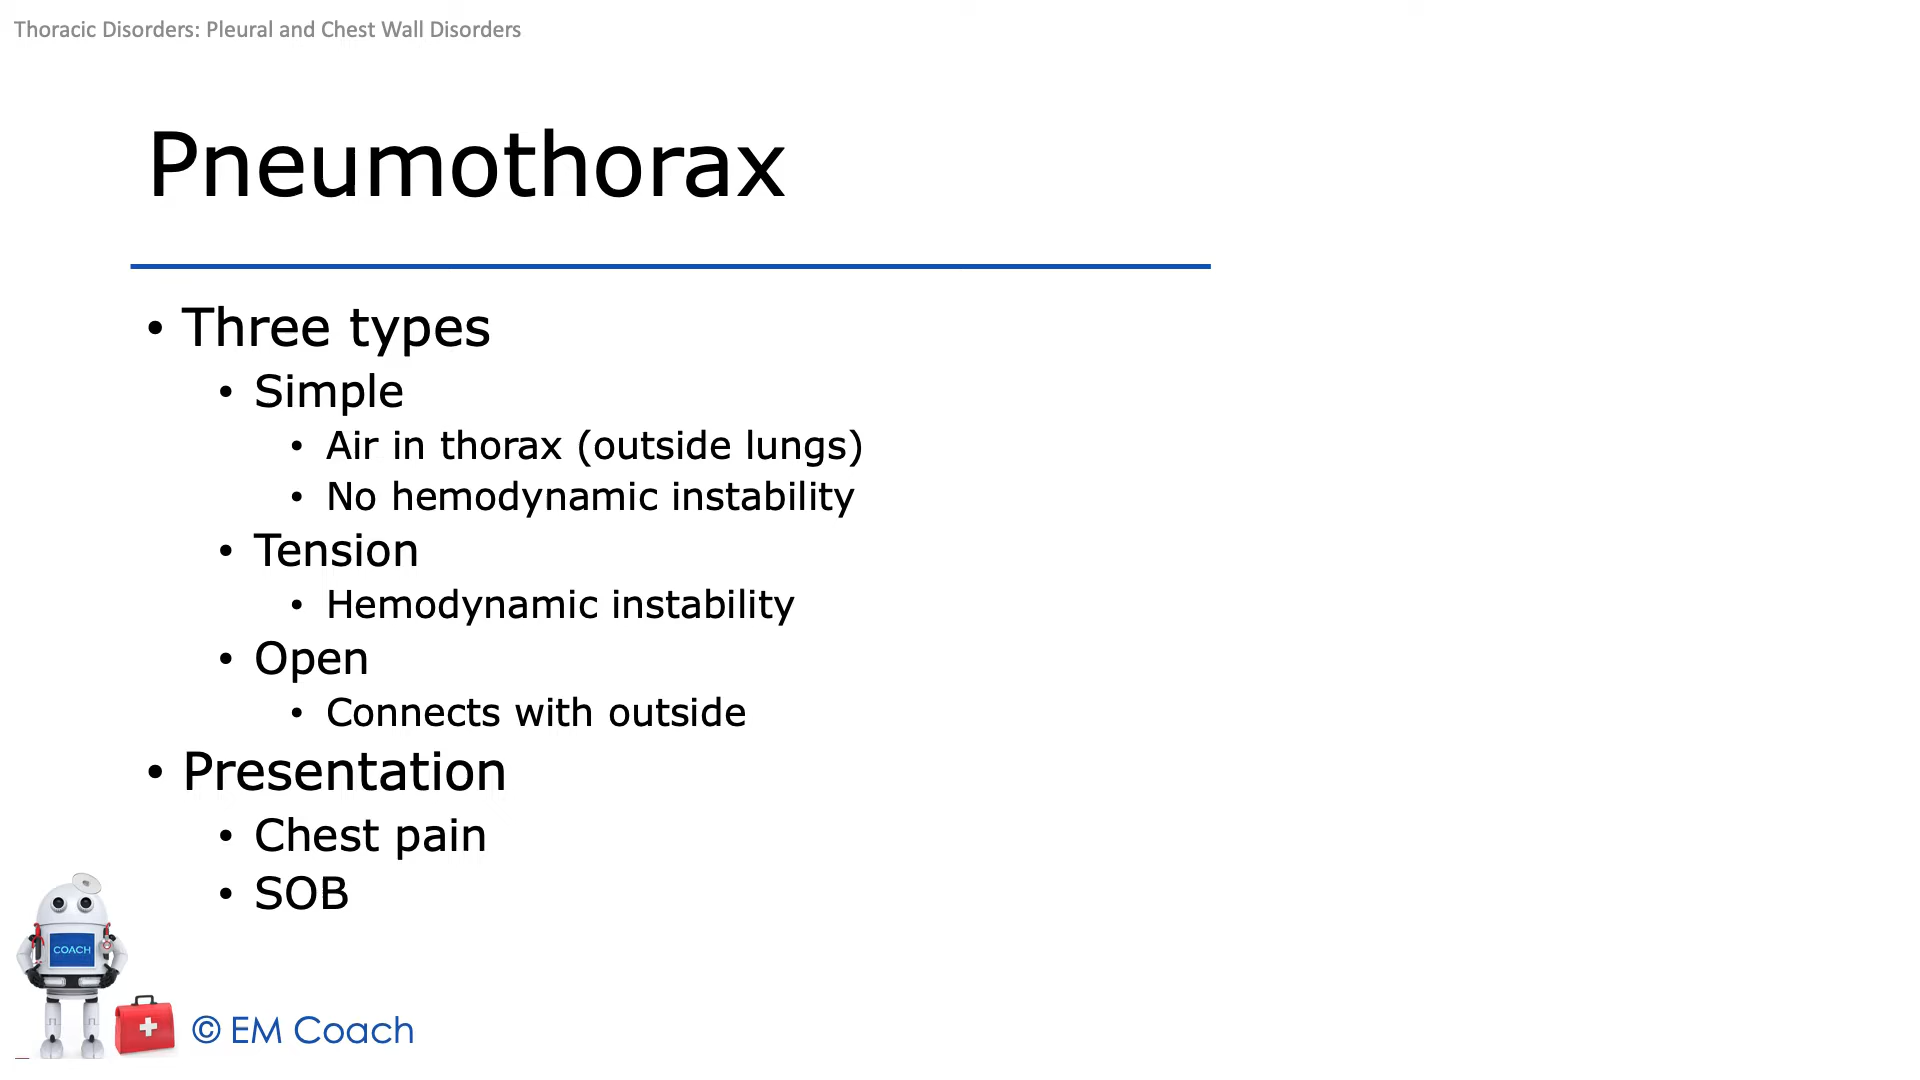 Thoracic Disorders: Pleural and Chest Wall Disorders
Pneumothorax
• Three types
• Simple
• Air in thorax (outside lungs)
• No hemodynamic instability
• Tension
• Hemodynamic instability
• Open
• Connects with outside
• Presentation
• Chest pain
• SOB
COACH
© EM Coach